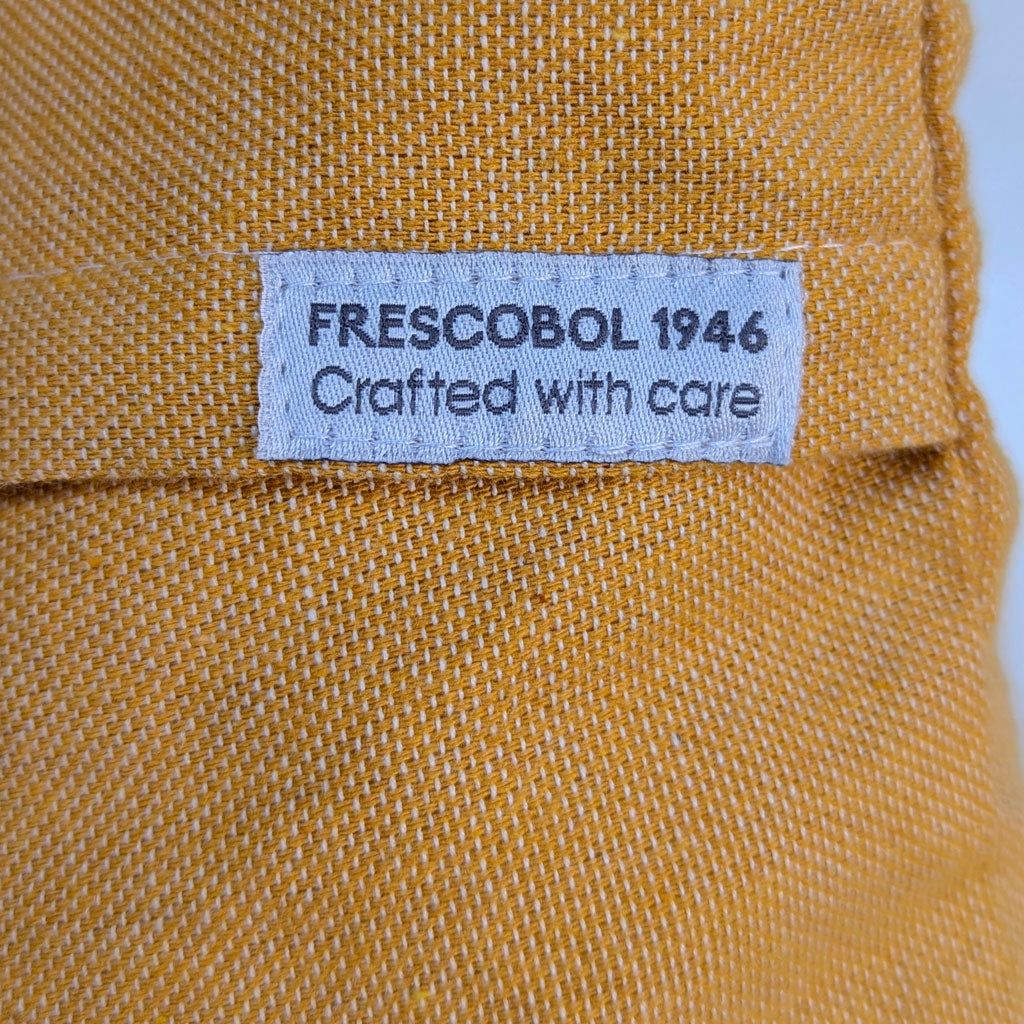 FRESCOBOL 1946
Crafted with care